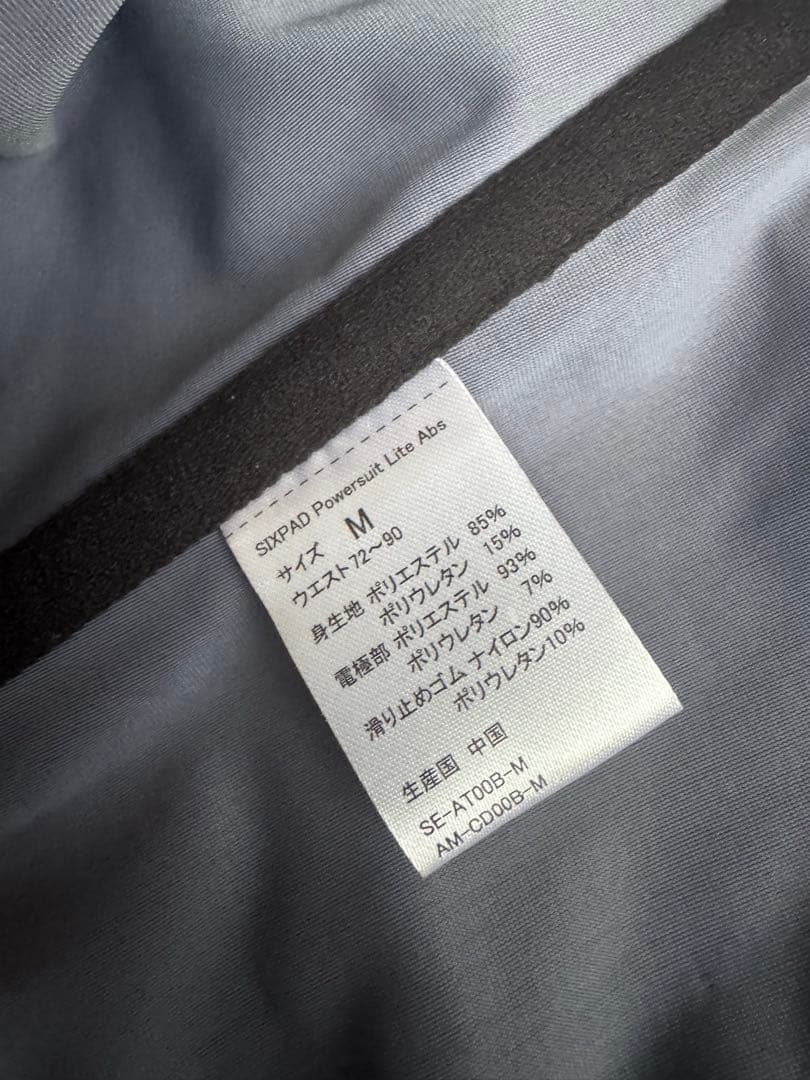 SIXPAD Powersuit Lite Abs
サイズ M
ウエスト72~90
身生地 ポリエステル 85%
ポリウレタン 15%
電極部 ポリエステル 93%
ポリウレタン 7%
滑り止めゴム ナイロン90%
ポリウレタン10%
生産国 中国
SE-AT00B-M
AM-CD00B-M